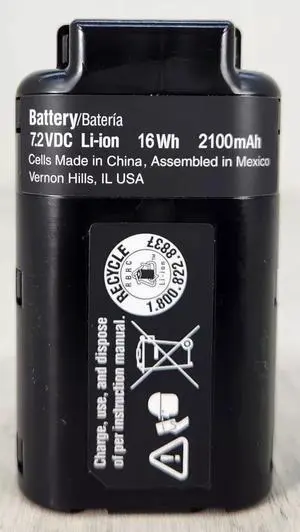 Battery/Batería
7.2VDC Li-ion 16Wh 2100mAh
Cells Made in China, Assembled in Mexico
Vernon Hills, IL USA
RECYCLE
RBRC
Li-Ion
1.800.822.8837
Charge, use, and dispose
of per instruction manual.